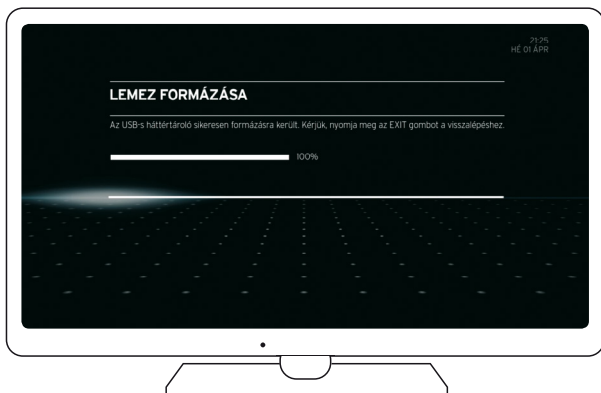 21:25
HÉ 01 ÁPR
LEMEZ FORMÁZÁSA
Az USB-s háttértároló sikeresen formázásra került. Kérjük, nyomja meg az EXIT gombot a visszalépéshez.
100%